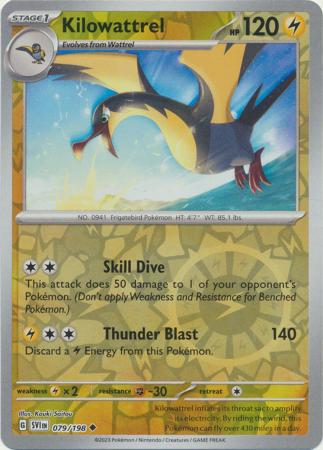 STAGE 1 Kilowattrel HP 120
Evolves from Wattrel
NO. 0941 Frigatebird Pokémon HT: 4'7" WT: 85.1 lbs.
Skill Dive
This attack does 50 damage to 1 of your opponent's
Pokémon. (Don't apply Weakness and Resistance for Benched
Pokémon.)
Thunder Blast 140
Discard a Energy from this Pokémon.
weakness ×2 resistance -30 retreat
Illus. Kouki Saitou
G SVI EN 079/198
Kilowattrel inflates its throat sac to amplify
its electricity. By riding the wind, this
Pokémon can fly over 430 miles in a day.
©2023 Pokémon / Nintendo / Creatures / GAME FREAK